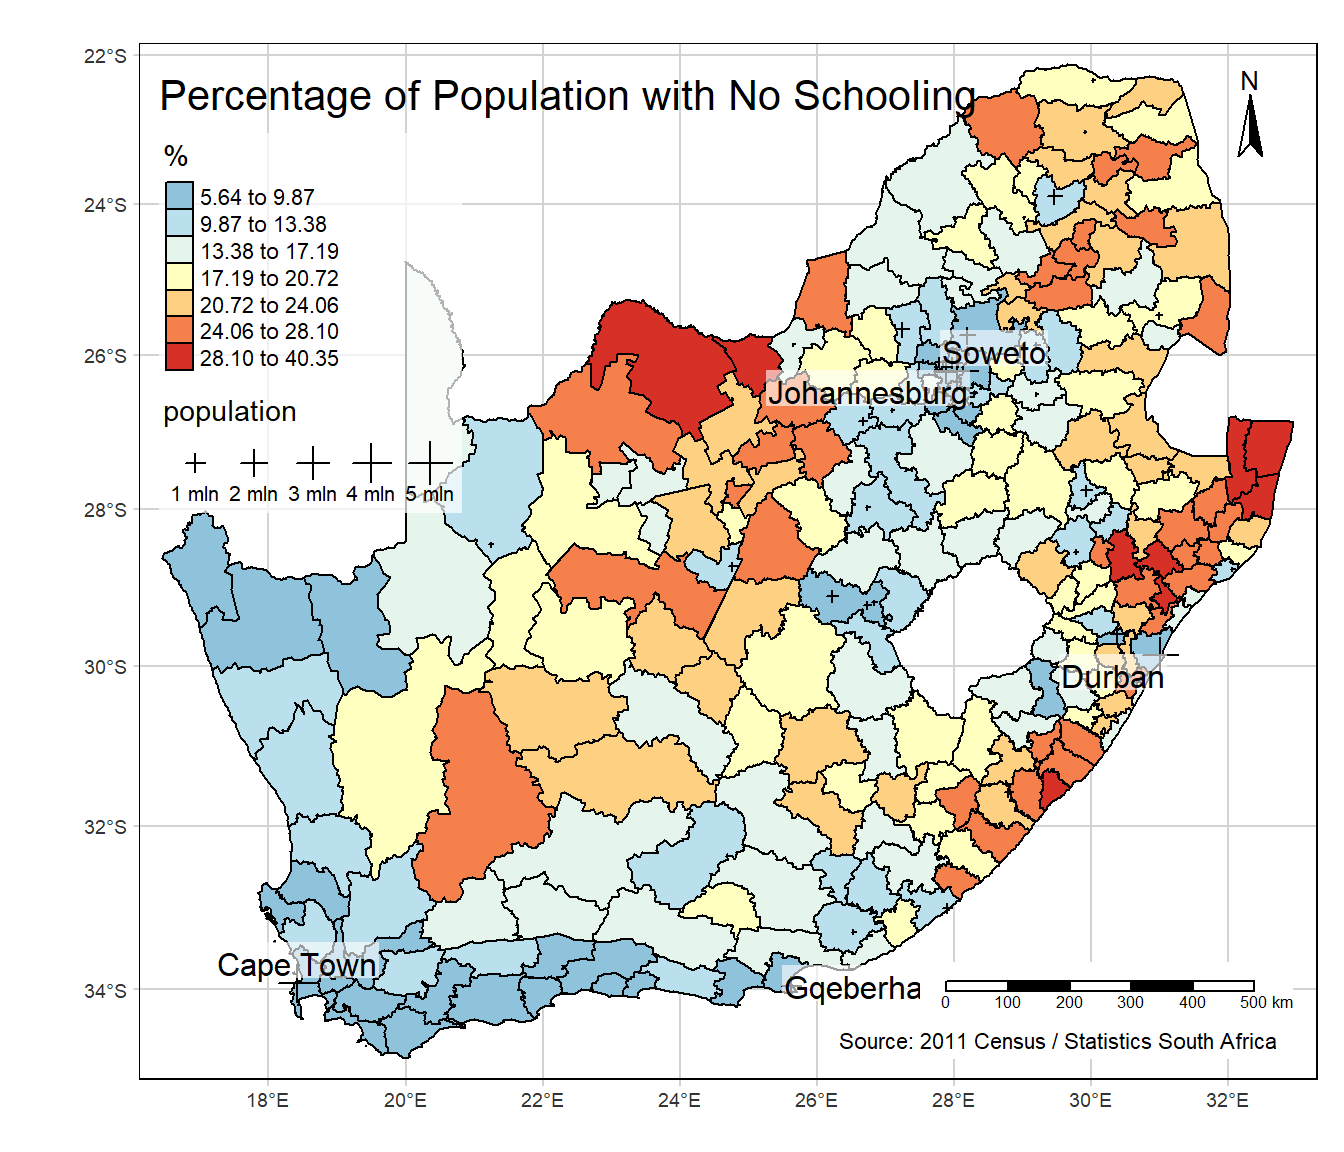 Percentage of Population with No Schooling
N
%
5.64 to 9.87
9.87 to 13.38
13.38 to 17.19
17.19 to 20.72
20.72 to 24.06
24.06 to 28.10
28.10 to 40.35
population
1 mln 2 mln 3 mln 4 mln 5 mln
22°S
24°S
26°S
28°S
30°S
32°S
34°S
Soweto
Johannesburg
Durban
Cape Town
Gqeberha
0 100 200 300 400 500 km
Source: 2011 Census / Statistics South Africa
18°E 20°E 22°E 24°E 26°E 28°E 30°E 32°E